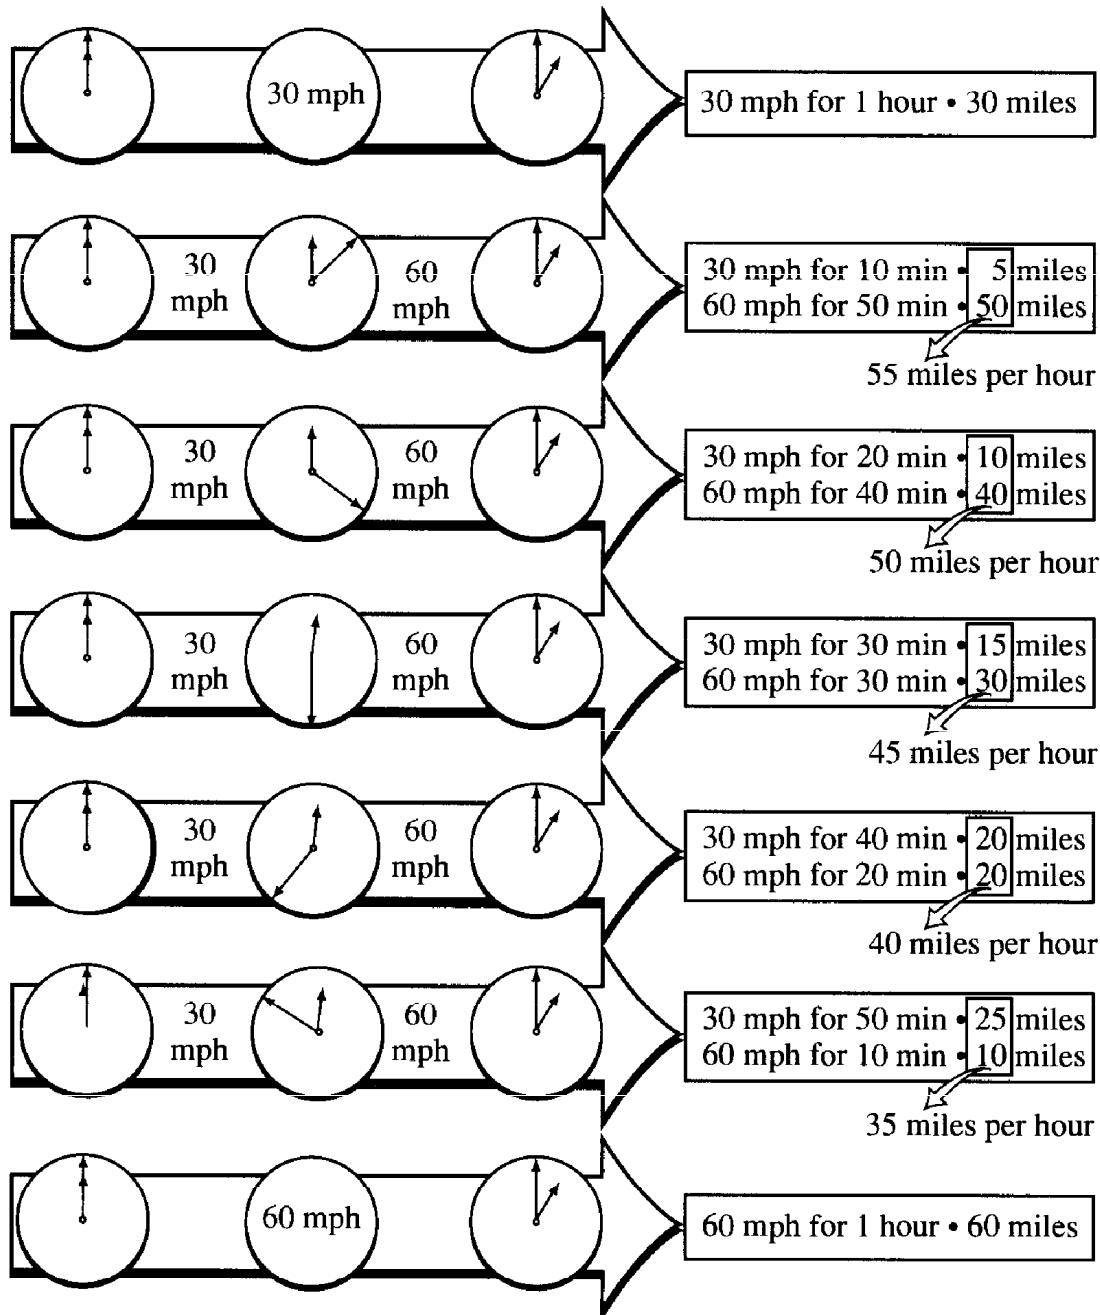 30 mph
30 mph for 1 hour • 30 miles
30
mph
60
mph
30 mph for 10 min • 5 miles
60 mph for 50 min • 50 miles
55 miles per hour
30
mph
60
mph
30 mph for 20 min • 10 miles
60 mph for 40 min • 40 miles
50 miles per hour
30
mph
60
mph
30 mph for 30 min • 15 miles
60 mph for 30 min • 30 miles
45 miles per hour
30
mph
60
mph
30 mph for 40 min • 20 miles
60 mph for 20 min • 20 miles
40 miles per hour
30
mph
60
mph
30 mph for 50 min • 25 miles
60 mph for 10 min • 10 miles
35 miles per hour
60 mph
60 mph for 1 hour • 60 miles